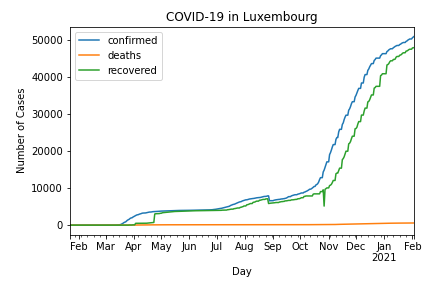 COVID-19 in Luxembourg
confirmed
deaths
recovered
50000
40000
30000
20000
10000
0
Number of Cases
Feb Mar Apr May Jun Jul Aug Sep Oct Nov Dec Jan Feb
2021
Day